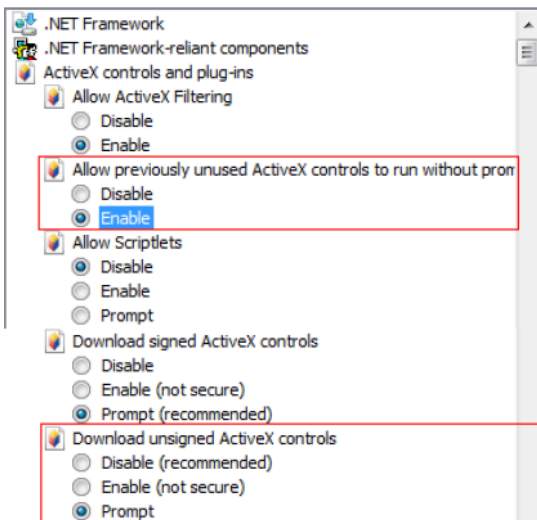 .NET Framework
.NET Framework-reliant components
ActiveX controls and plug-ins
Allow ActiveX Filtering
Disable
Enable
Allow previously unused ActiveX controls to run without prom
Disable
Enable
Allow Scriptlets
Disable
Enable
Prompt
Download signed ActiveX controls
Disable
Enable (not secure)
Prompt (recommended)
Download unsigned ActiveX controls
Disable (recommended)
Enable (not secure)
Prompt